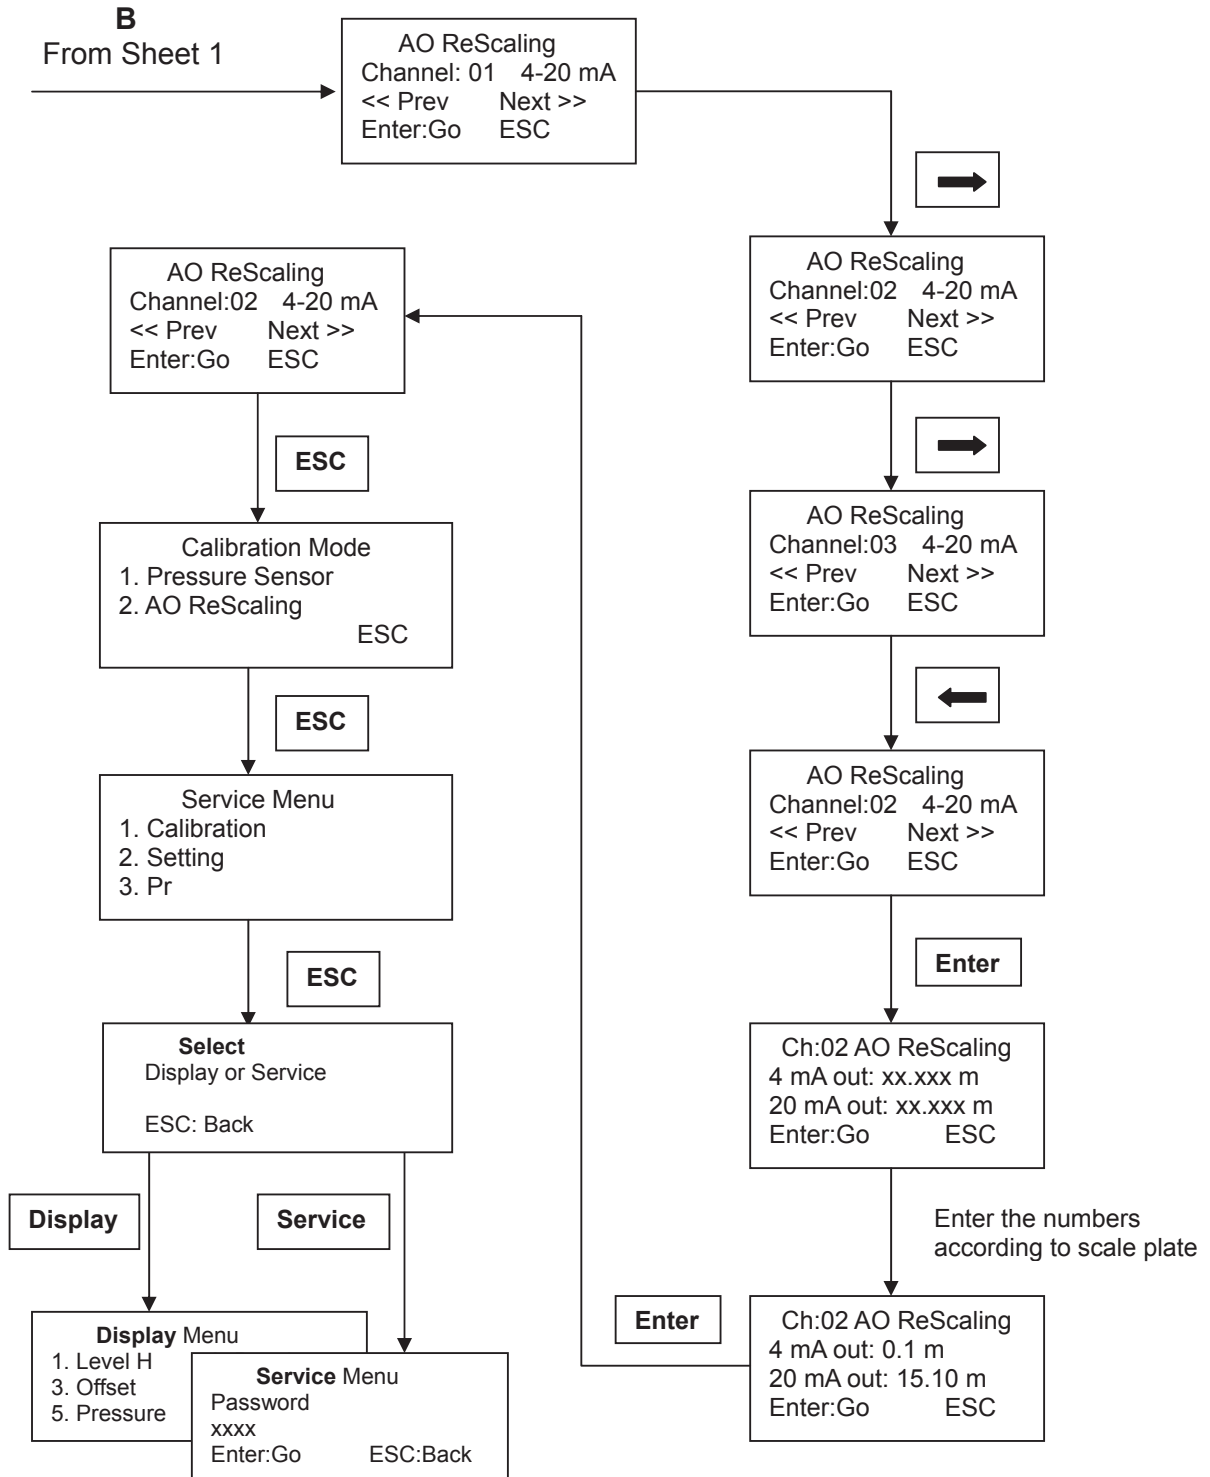 B
From Sheet 1
AO ReScaling
Channel: 01 4-20 mA
<< Prev Next >>
Enter:Go ESC
AO ReScaling
Channel:02 4-20 mA
<< Prev Next >>
Enter:Go ESC
AO ReScaling
Channel:03 4-20 mA
<< Prev Next >>
Enter:Go ESC
AO ReScaling
Channel:02 4-20 mA
<< Prev Next >>
Enter:Go ESC
Enter
Ch:02 AO ReScaling
4 mA out: xx.xxx m
20 mA out: xx.xxx m
Enter:Go ESC
Enter the numbers
according to scale plate
Ch:02 AO ReScaling
4 mA out: 0.1 m
20 mA out: 15.10 m
Enter:Go ESC
Enter
AO ReScaling
Channel:02 4-20 mA
<< Prev Next >>
Enter:Go ESC
ESC
Calibration Mode
1. Pressure Sensor
2. AO ReScaling
ESC
ESC
Service Menu
1. Calibration
2. Setting
3. Pr
ESC
Select
Display or Service
ESC: Back
Display
Service
Display Menu
1. Level H
3. Offset
5. Pressure
Service Menu
Password
xxxx
Enter:Go ESC:Back